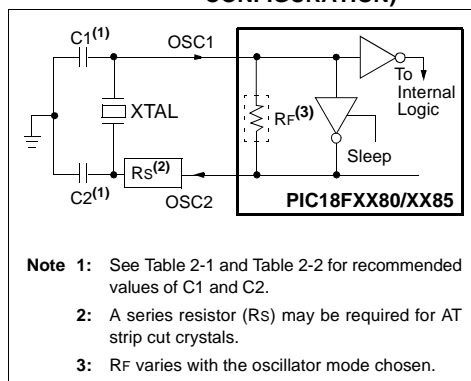 CONFIGURATION)
C1(1)
OSC1
To
Internal
Logic
XTAL
RF(3)
Sleep
RS(2)
C2(1)
OSC2
PIC18FXX80/XX85
Note 1: See Table 2-1 and Table 2-2 for recommended
values of C1 and C2.
2: A series resistor (RS) may be required for AT
strip cut crystals.
3: RF varies with the oscillator mode chosen.